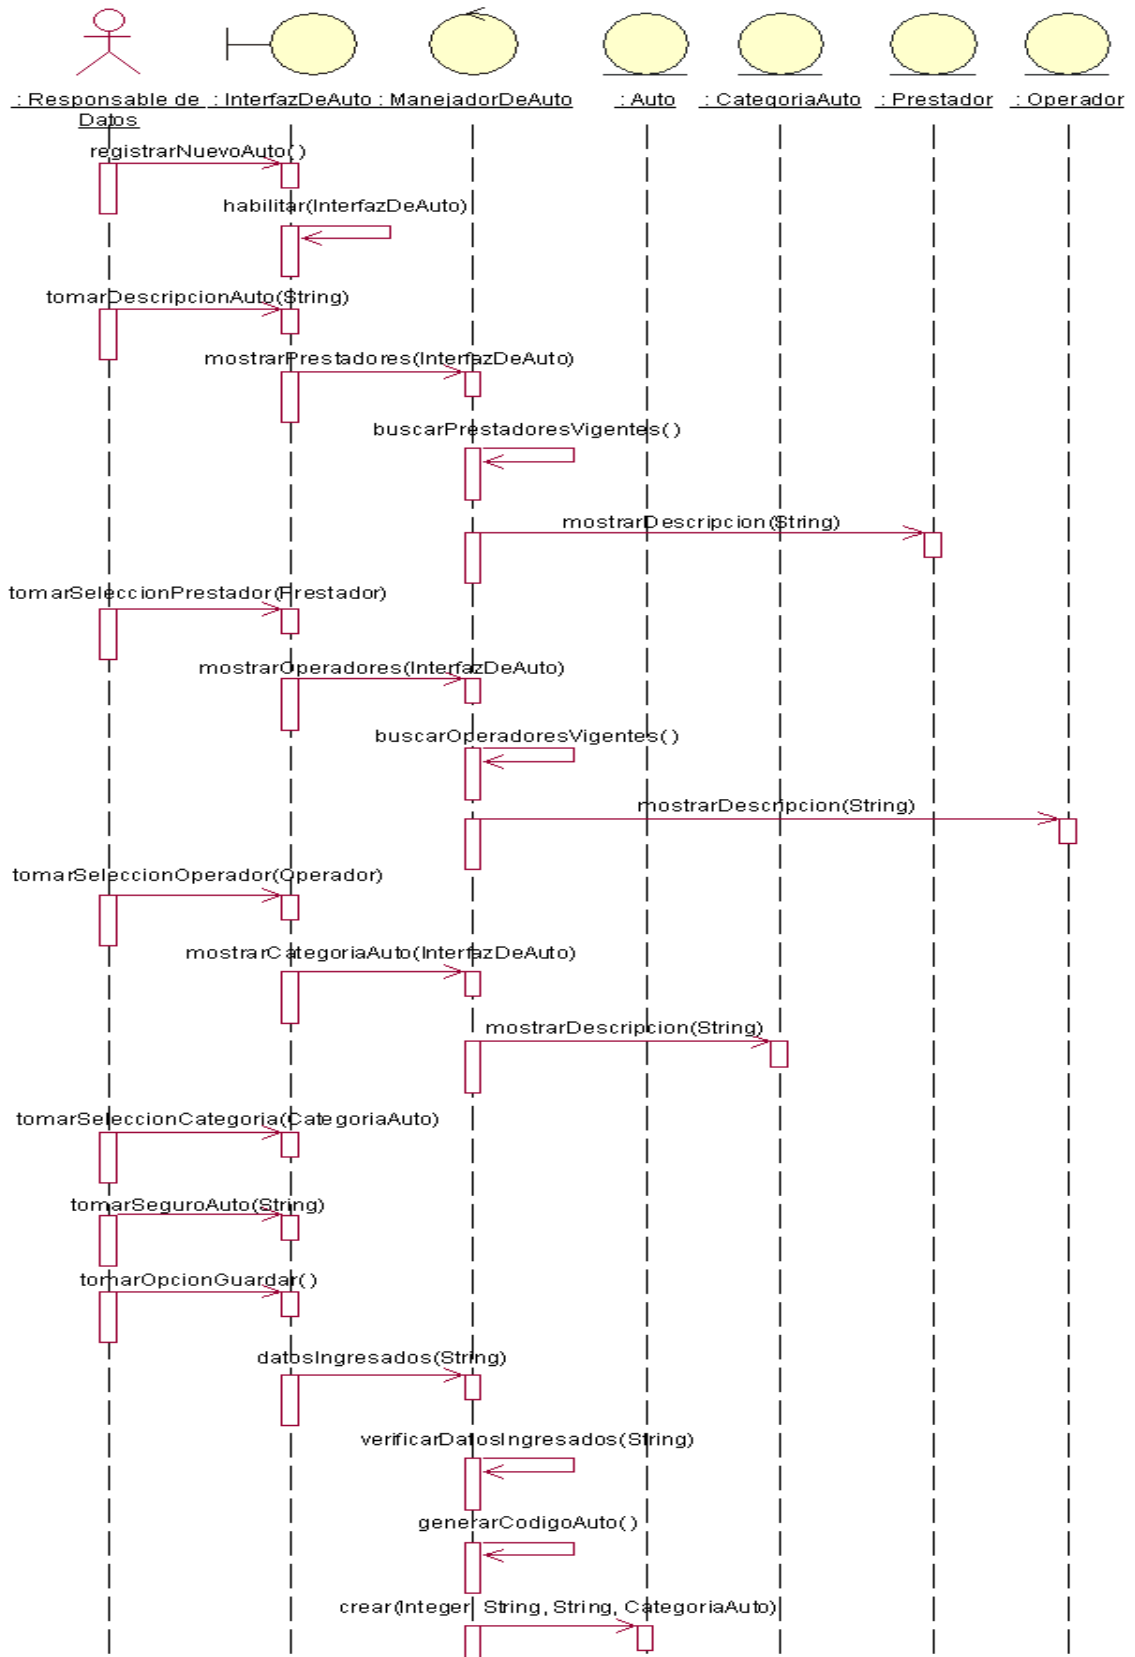 : Responsable de Datos
: InterfazDeAuto
: ManejadorDeAuto
: Auto
: CategoriaAuto
: Prestador
: Operador
registrarNuevoAuto()
habilitar(InterfazDeAuto)
tomarDescripcionAuto(String)
mostrarPrestadores(InterfazDeAuto)
buscarPrestadoresVigentes()
mostrarDescripcion(String)
tomarSeleccionPrestador(Prestador)
mostrarOperadores(InterfazDeAuto)
buscarOperadoresVigentes()
mostrarDescripcion(String)
tomarSeleccionOperador(Operador)
mostrarCategoriaAuto(InterfazDeAuto)
mostrarDescripcion(String)
tomarSeleccionCategoria(CategoriaAuto)
tomarSeguroAuto(String)
tomarOpcionGuardar()
datosIngresados(String)
verificarDatosIngresados(String)
generarCodigoAuto()
crear(Integer, String, String, CategoriaAuto)